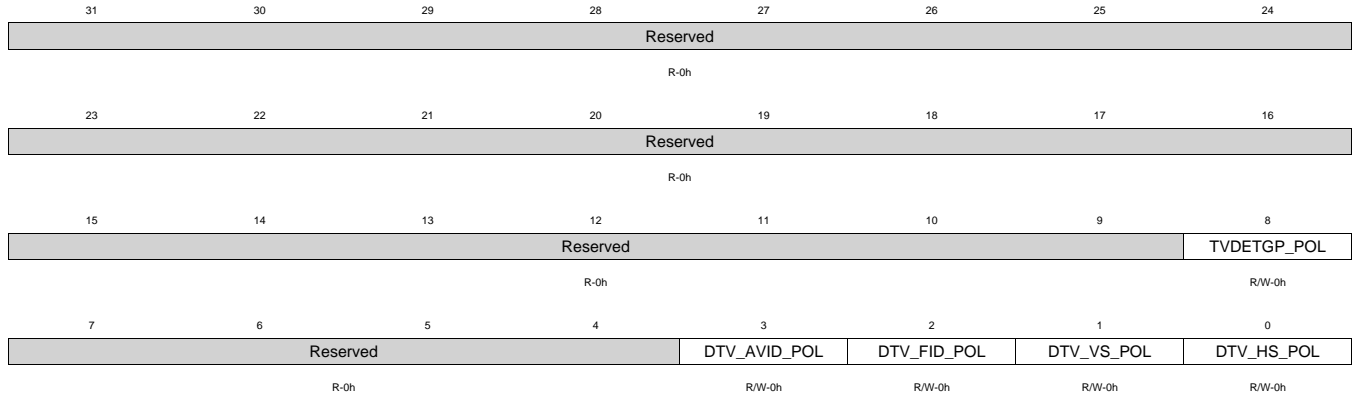 31 30 29 28 27 26 25 24
Reserved
R-0h
23 22 21 20 19 18 17 16
Reserved
R-0h
15 14 13 12 11 10 9 8
Reserved TVDETGP_POL
R-0h R/W-0h
7 6 5 4 3 2 1 0
Reserved DTV_AVID_POL DTV_FID_POL DTV_VS_POL DTV_HS_POL
R-0h R/W-0h R/W-0h R/W-0h R/W-0h